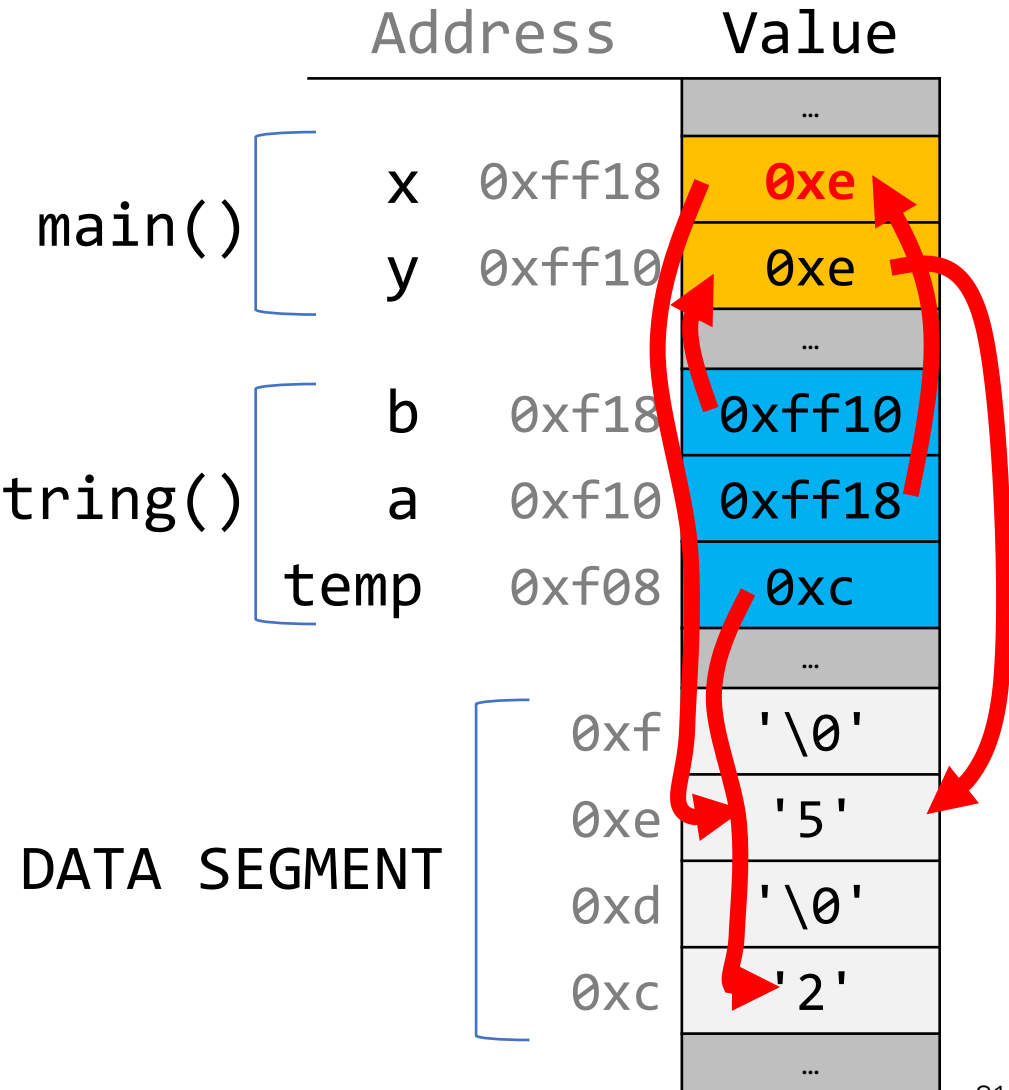 Address Value
…
x 0xff18 0xe
main()
y 0xff10 0xe
…
b 0xf18 0xff10
tring() a 0xf10 0xff18
temp 0xf08 0xc
…
0xf '\0'
0xe '5'
DATA SEGMENT
0xd '\0'
0xc '2'
…